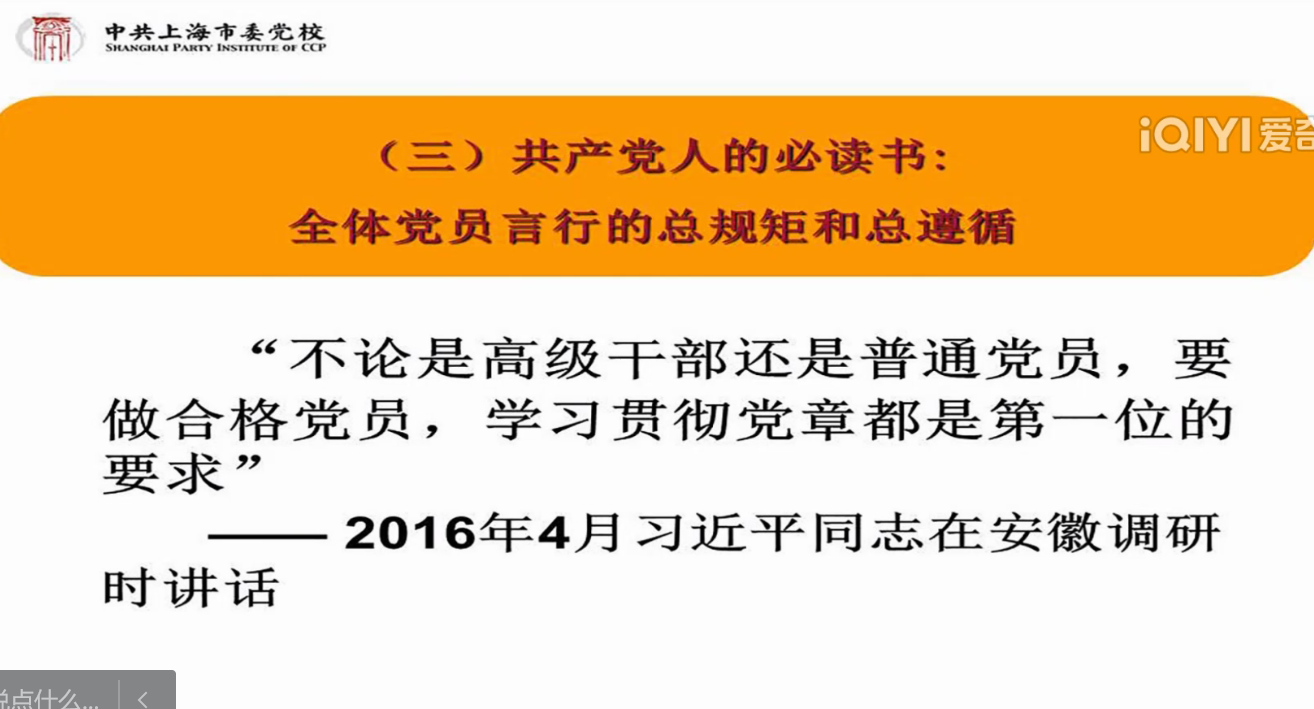 中共上海市委党校
SHANGHAI PARTY INSTITUTE OF CCP
iQIYI爱奇
（三）共产党人的必读书：
全体党员言行的总规矩和总遵循
“不论是高级干部还是普通党员，要
做合格党员，学习贯彻党章都是第一位的
要求”
—— 2016年4月习近平同志在安徽调研
时讲话
说点什么...